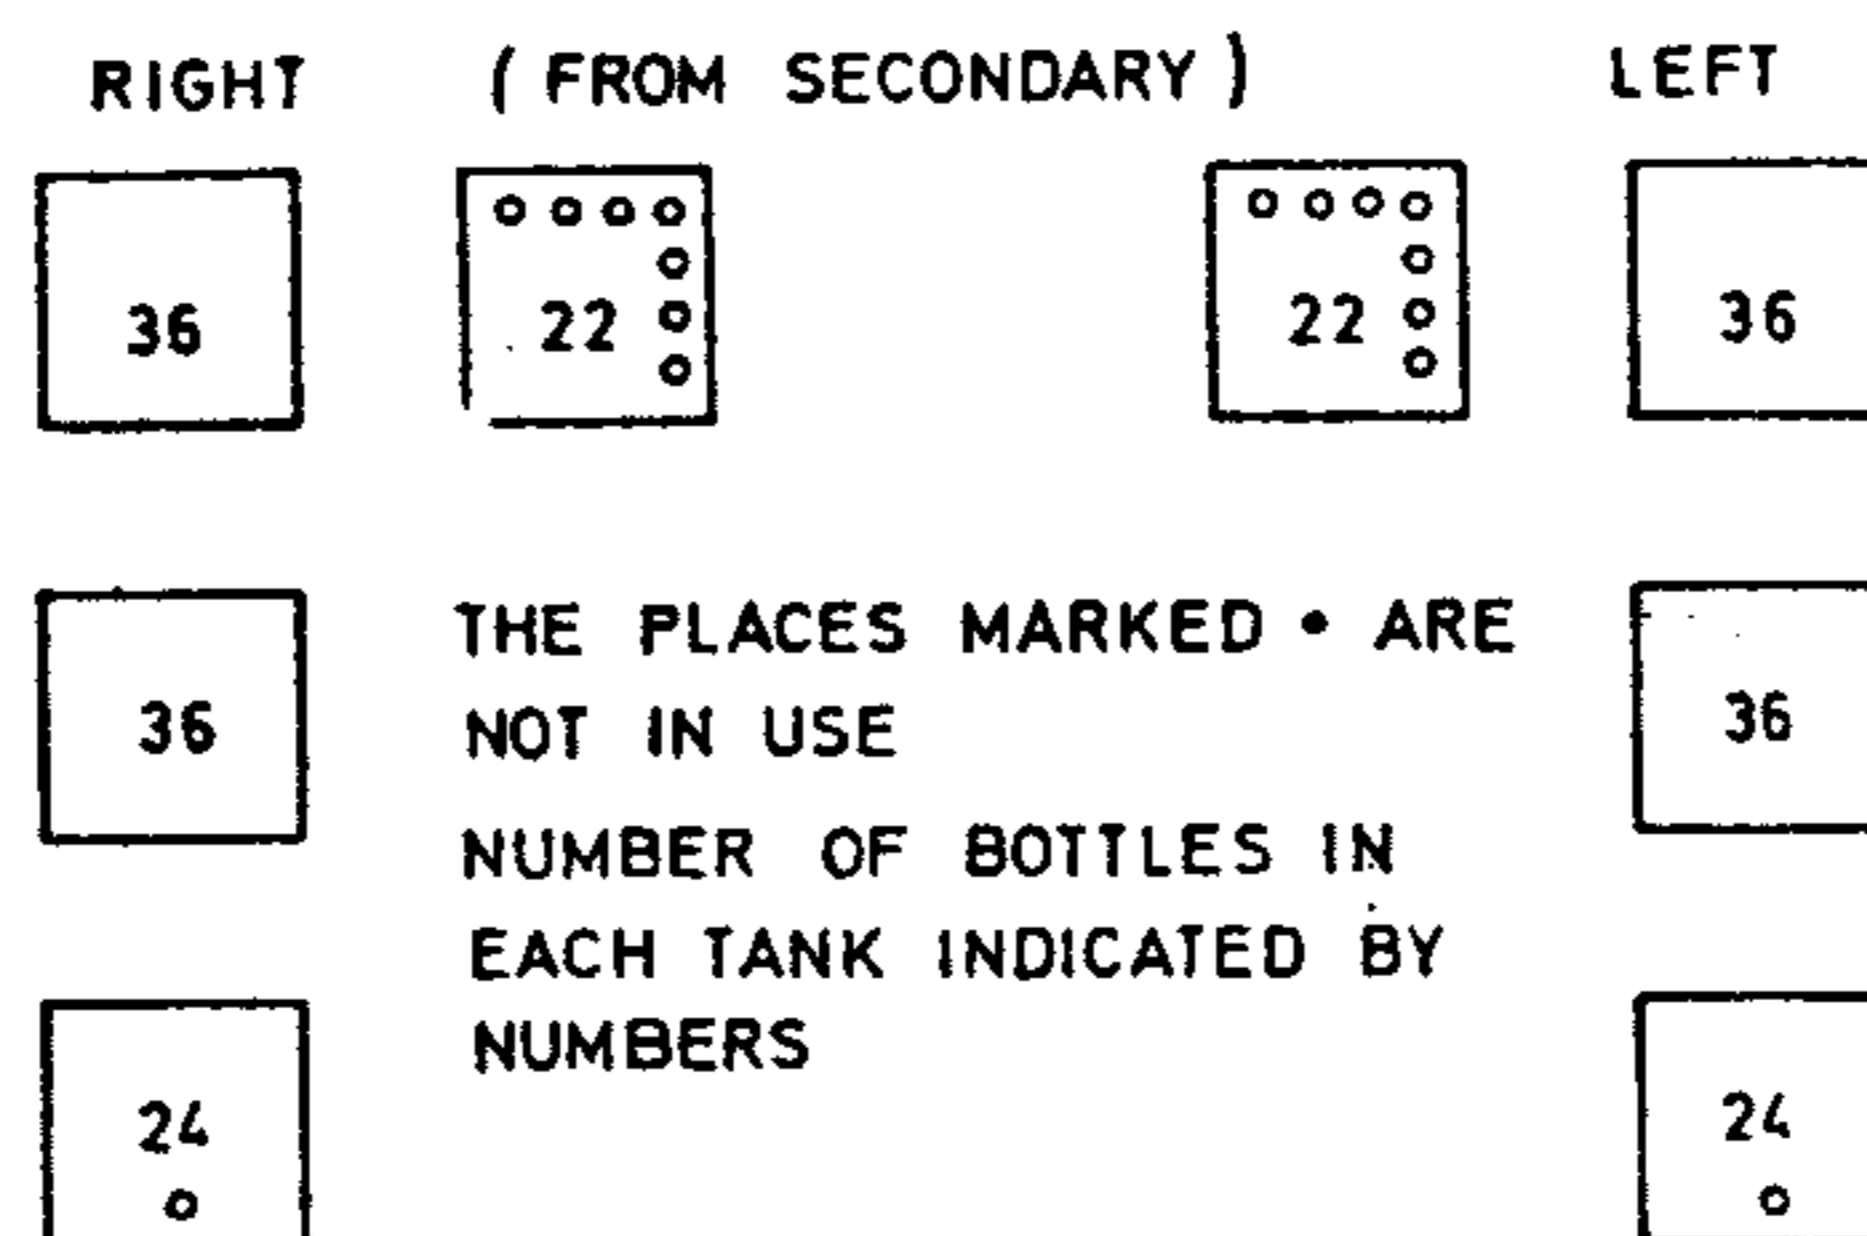 RIGHT (FROM SECONDARY) LEFT
36 22 22 36
36 36
THE PLACES MARKED • ARE
NOT IN USE
NUMBER OF BOTTLES IN
EACH TANK INDICATED BY
NUMBERS
24 24